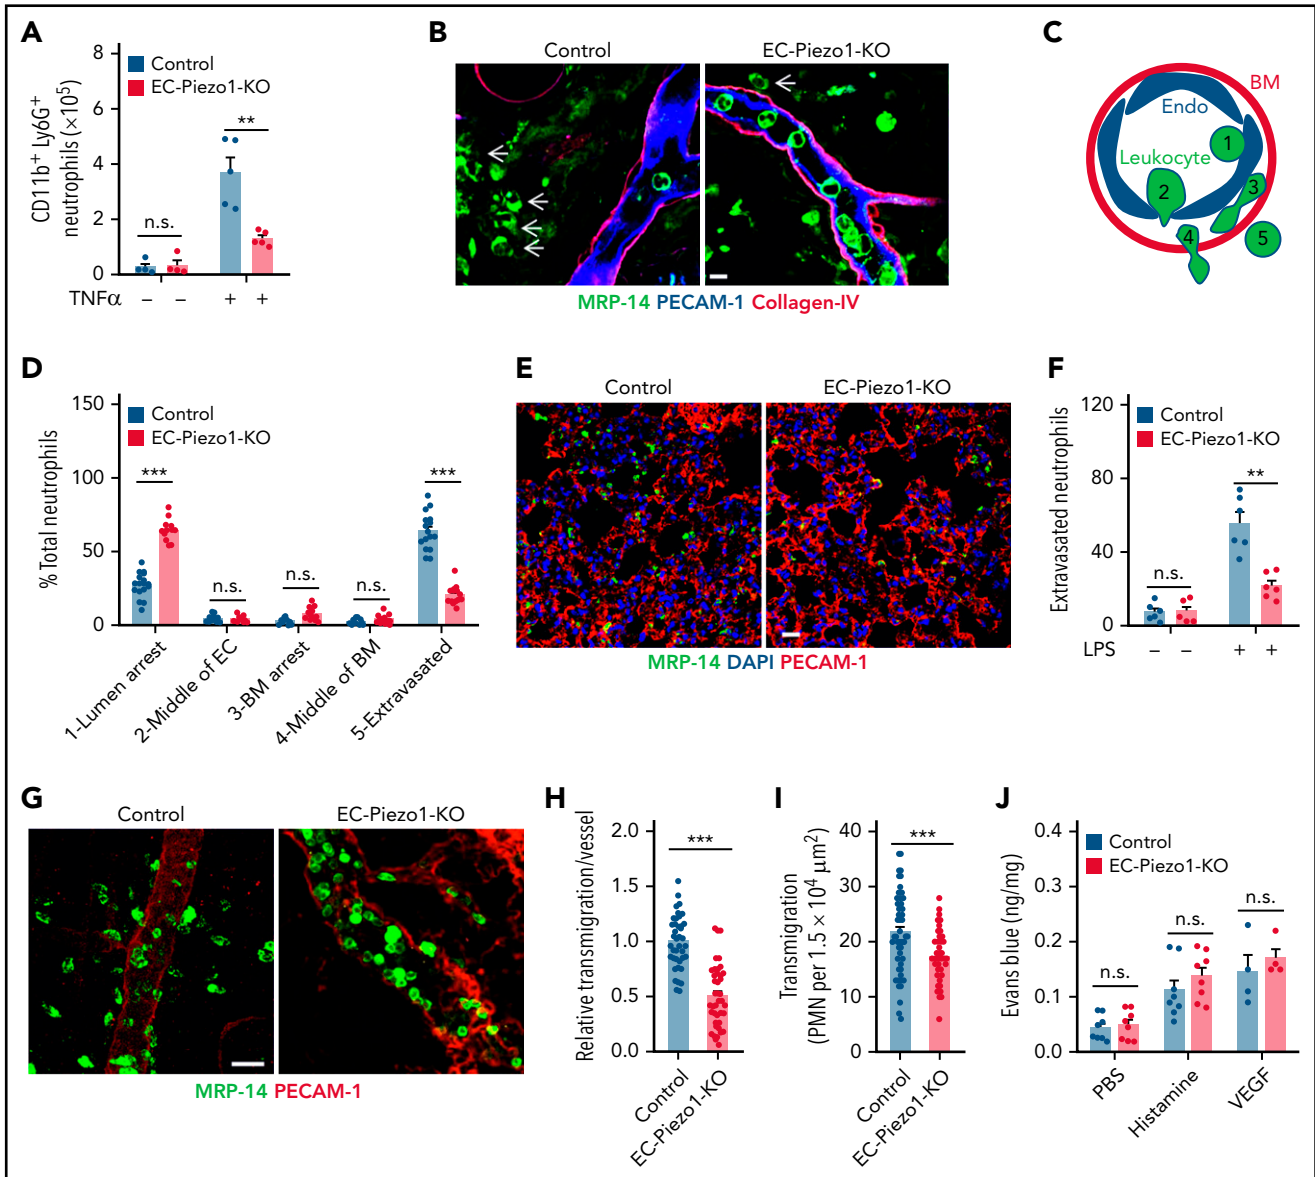 A
CD11b⁺ Ly6G⁺
neutrophils (×10⁵)
8
6
4
2
0
Control
EC-Piezo1-KO
n.s.
**
TNFα
– – + +
B
Control
EC-Piezo1-KO
MRP-14 PECAM-1 Collagen-IV
C
BM
Endo
Leukocyte
1
2
3
4
5
D
% Total neutrophils
150
100
50
0
Control
EC-Piezo1-KO
***
n.s.
n.s.
n.s.
***
1-Lumen arrest
2-Middle of EC
3-BM arrest
4-Middle of BM
5-Extravasated
E
Control
EC-Piezo1-KO
MRP-14 DAPI PECAM-1
F
Extravasated neutrophils
120
80
40
0
Control
EC-Piezo1-KO
n.s.
**
LPS
– – + +
G
Control
EC-Piezo1-KO
MRP-14 PECAM-1
H
Relative transmigration/vessel
2.0
1.5
1.0
0.5
0.0
***
Control
EC-Piezo1-KO
I
Transmigration
(PMN per 1.5 × 10⁴ μm²)
40
30
20
10
0
***
Control
EC-Piezo1-KO
J
Evans blue (ng/mg)
0.4
0.3
0.2
0.1
0.0
Control
EC-Piezo1-KO
n.s.
n.s.
n.s.
PBS
Histamine
VEGF